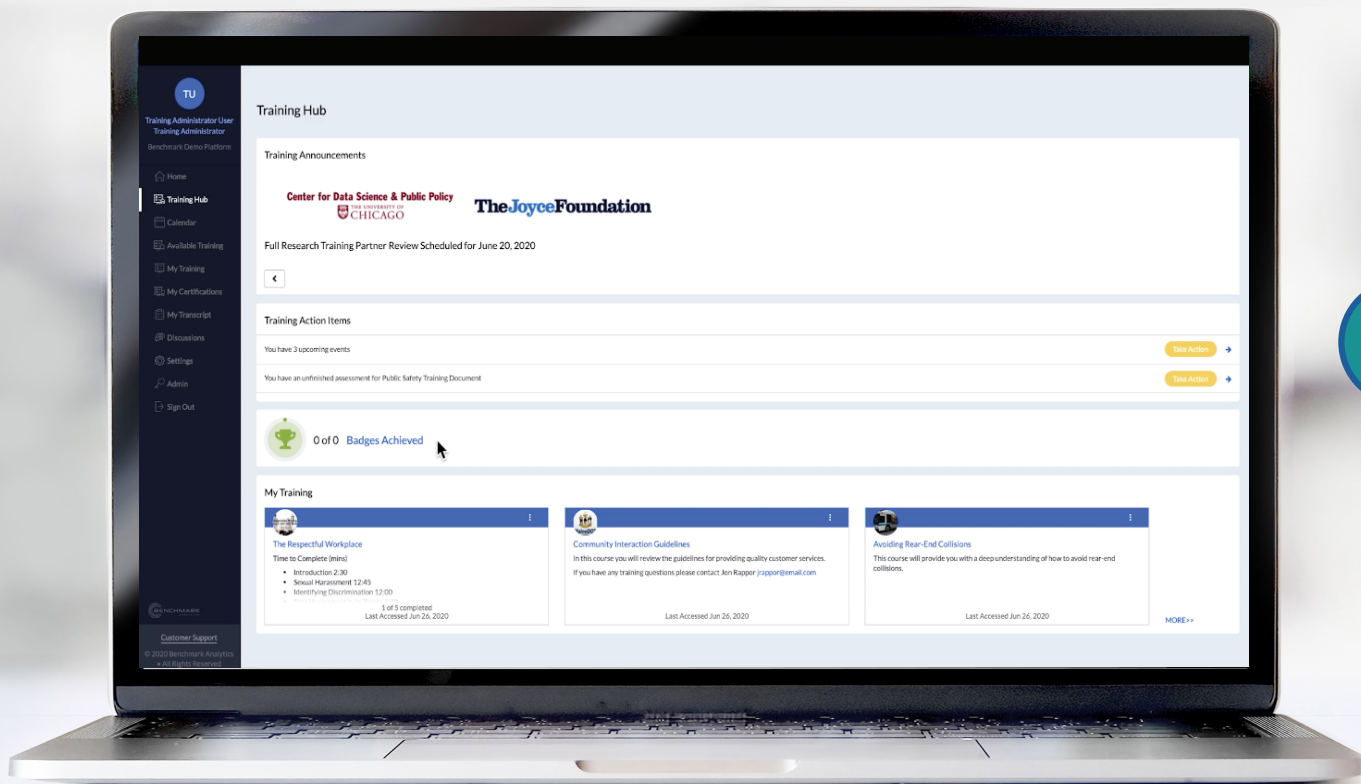 TU
Training Administrator User
Training Administrator
Benchmark Demo Platform
Home
Training Hub
Calendar
Available Training
My Training
My Certifications
My Transcript
Discussions
Settings
Admin
Sign Out
BENCHMARK
Customer Support
© 2020 Benchmark Analytics
• All Rights Reserved
Training Hub
Training Announcements
Center for Data Science & Public Policy
THE UNIVERSITY OF
CHICAGO
TheJoyceFoundation
Full Research Training Partner Review Scheduled for June 20, 2020
Training Action Items
You have 3 upcoming events
Take Action
You have an unfinished assessment for Public Safety Training Document
Take Action
0 of 0 Badges Achieved
My Training
The Respectful Workplace
Time to Complete (mins)
• Introduction 2:30
• Sexual Harassment 12:45
• Identifying Discrimination 12:00
1 of 5 completed
Last Accessed Jun 26, 2020
Community Interaction Guidelines
In this course you will review the guidelines for providing quality customer services.
If you have any training questions please contact Jen Rappor jrappor@email.com
Last Accessed Jun 26, 2020
Avoiding Rear-End Collisions
This course will provide you with a deep understanding of how to avoid rear-end
collisions.
Last Accessed Jun 26, 2020
MORE>>